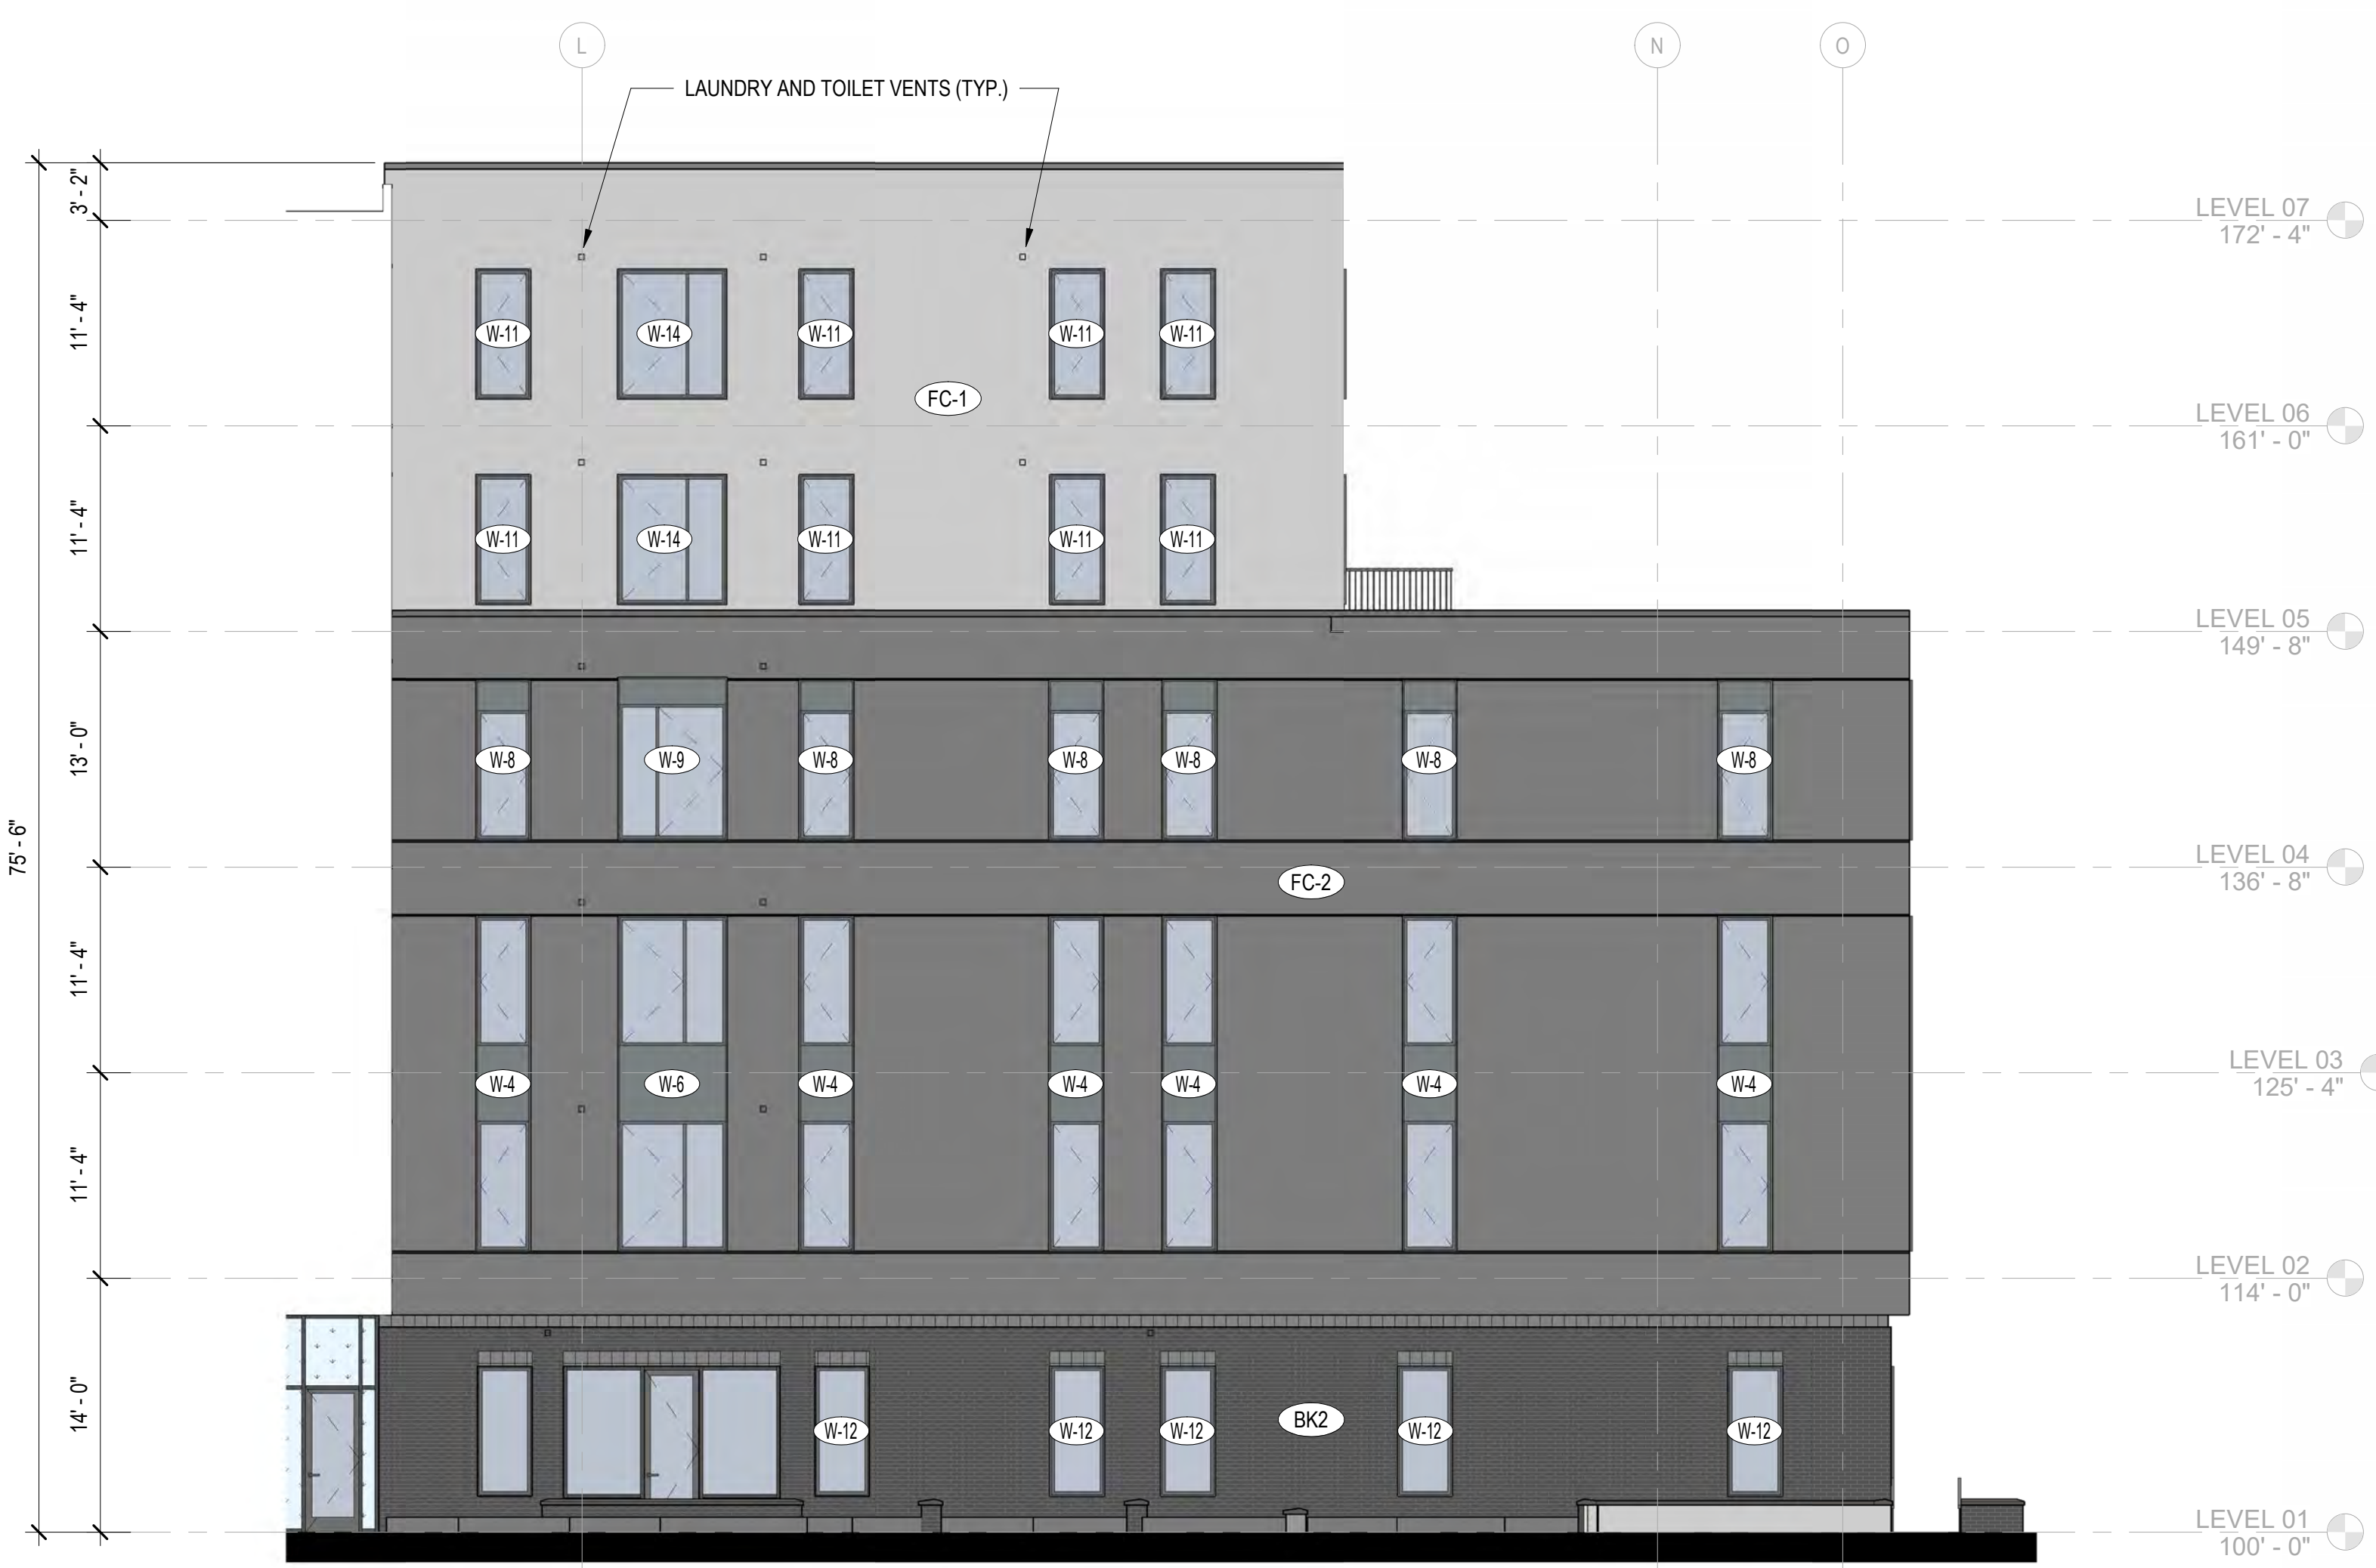 L
N
O
LAUNDRY AND TOILET VENTS (TYP.)
3' - 2"
LEVEL 07
172' - 4"
11' - 4"
W-11
W-14
W-11
W-11
W-11
FC-1
LEVEL 06
161' - 0"
11' - 4"
W-11
W-14
W-11
W-11
W-11
LEVEL 05
149' - 8"
13' - 0"
W-8
W-9
W-8
W-8
W-8
W-8
W-8
75' - 6"
LEVEL 04
136' - 8"
FC-2
11' - 4"
LEVEL 03
125' - 4"
W-4
W-6
W-4
W-4
W-4
W-4
W-4
11' - 4"
LEVEL 02
114' - 0"
14' - 0"
W-12
W-12
W-12
BK2
W-12
W-12
LEVEL 01
100' - 0"